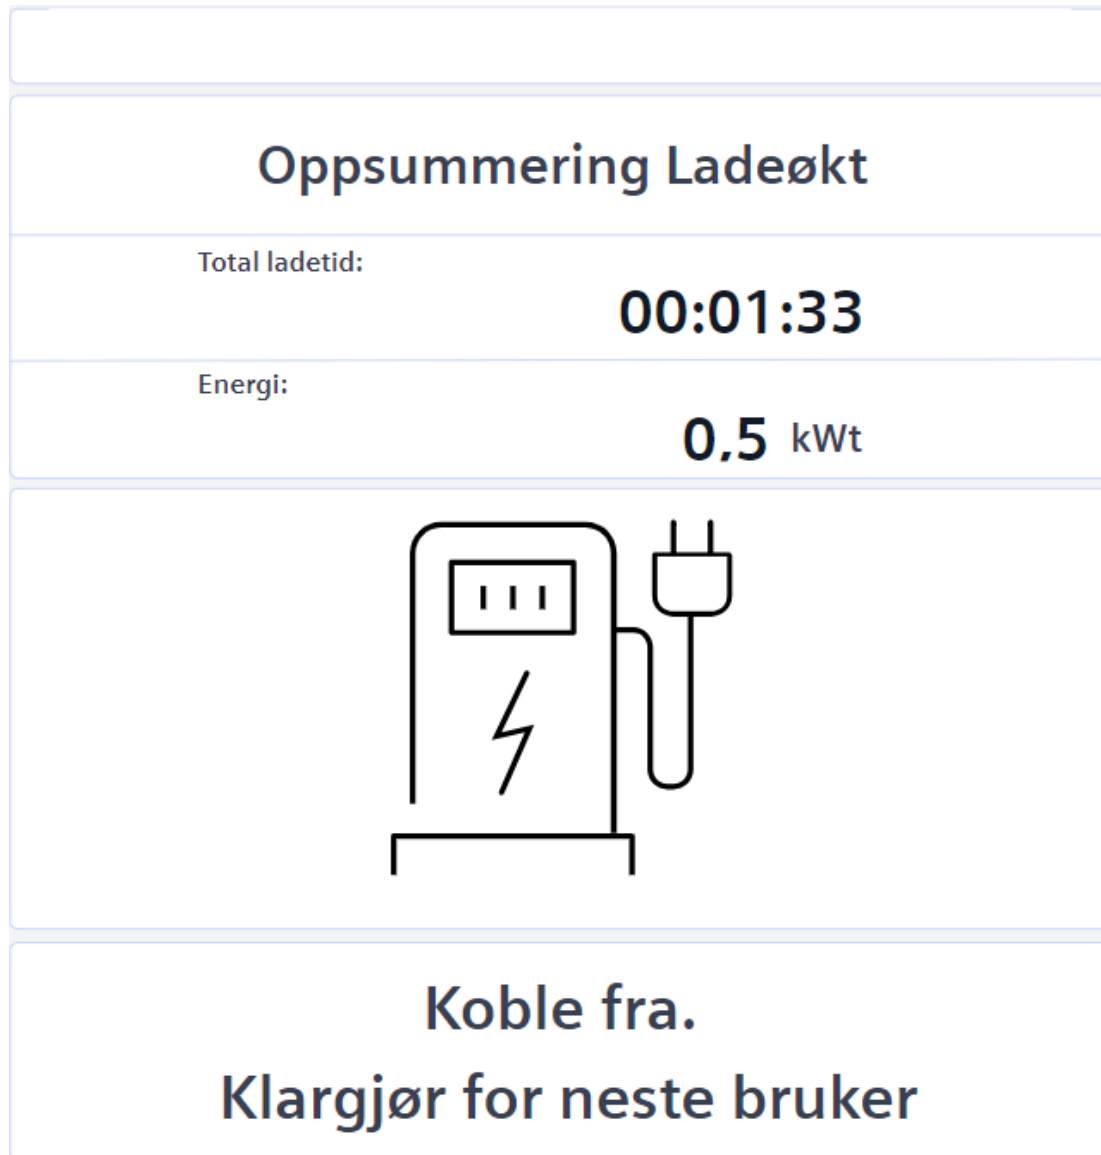 Oppsummering Ladeøkt
Total ladetid:
00:01:33
Energi:
0,5 kWt
Koble fra.
Klargjør for neste bruker